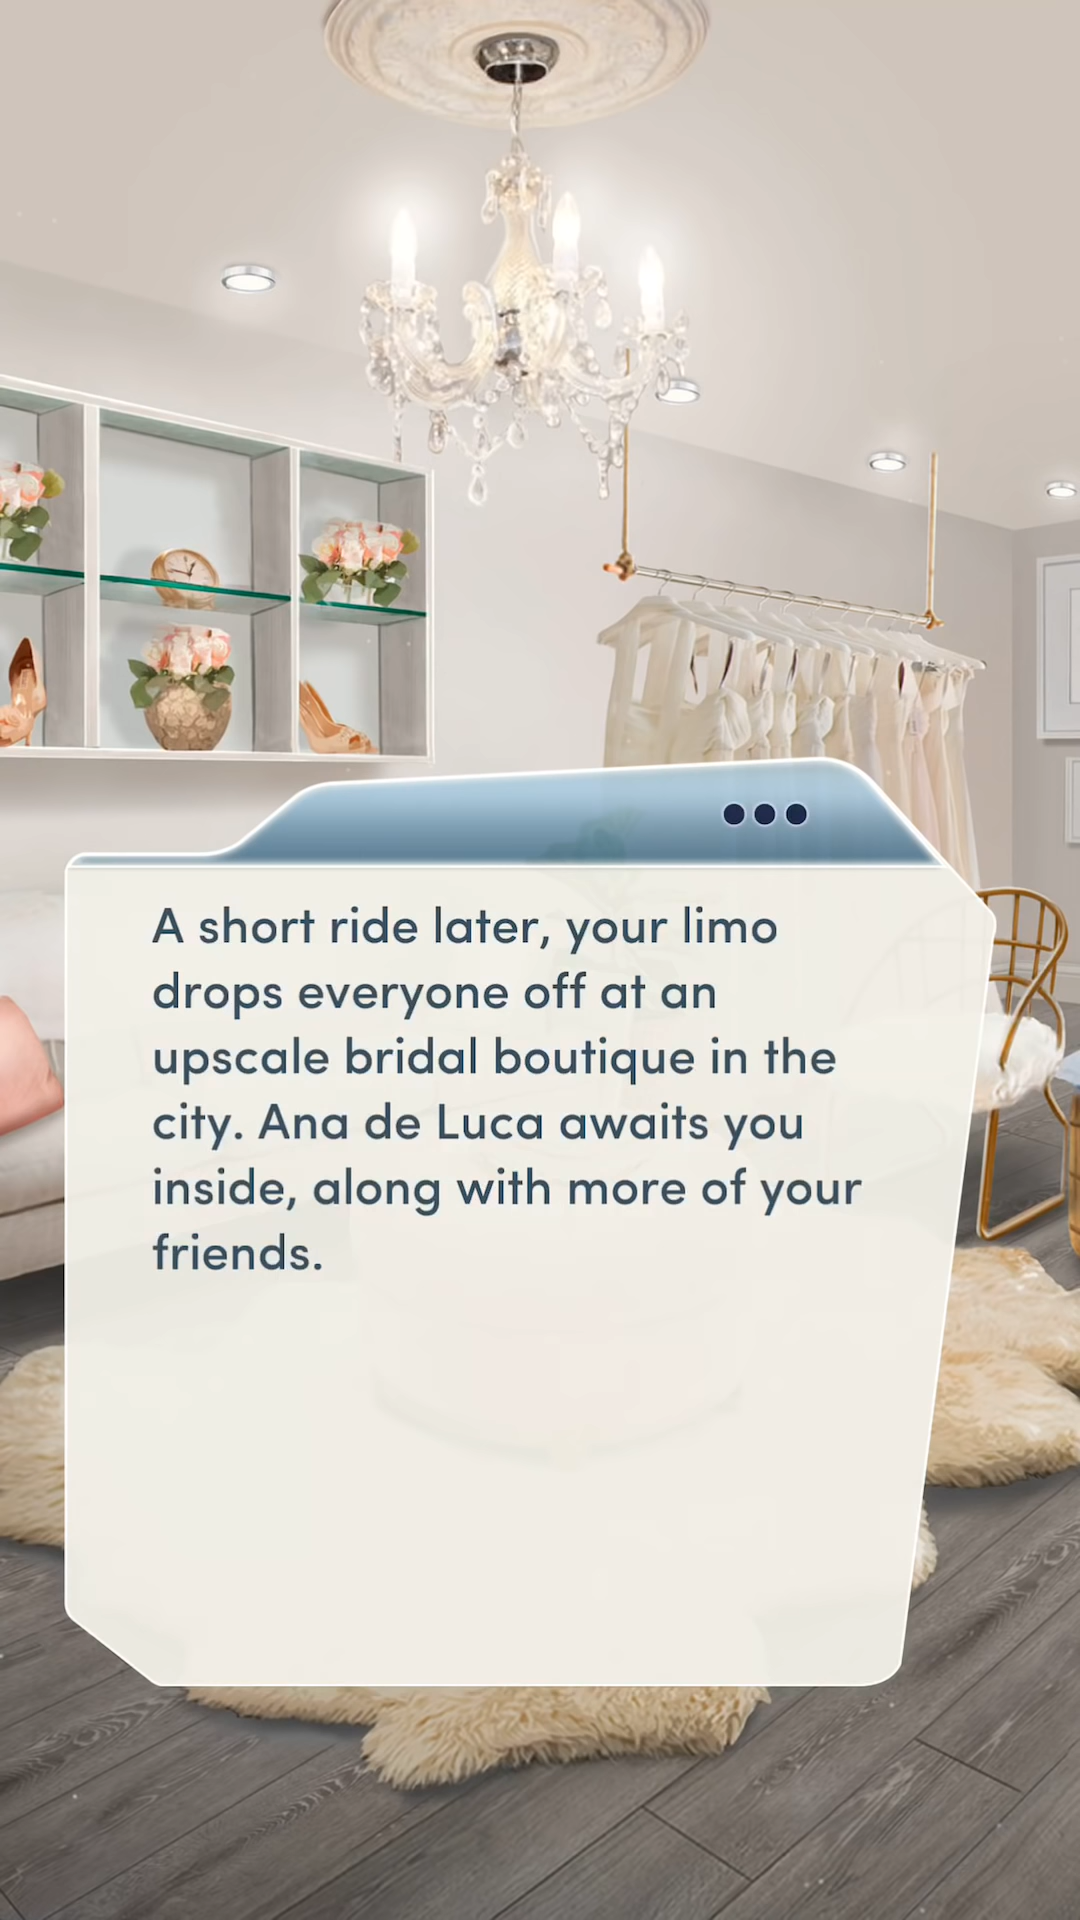 A short ride later, your limo
drops everyone off at an
upscale bridal boutique in the
city. Ana de Luca awaits you
inside, along with more of your
friends.